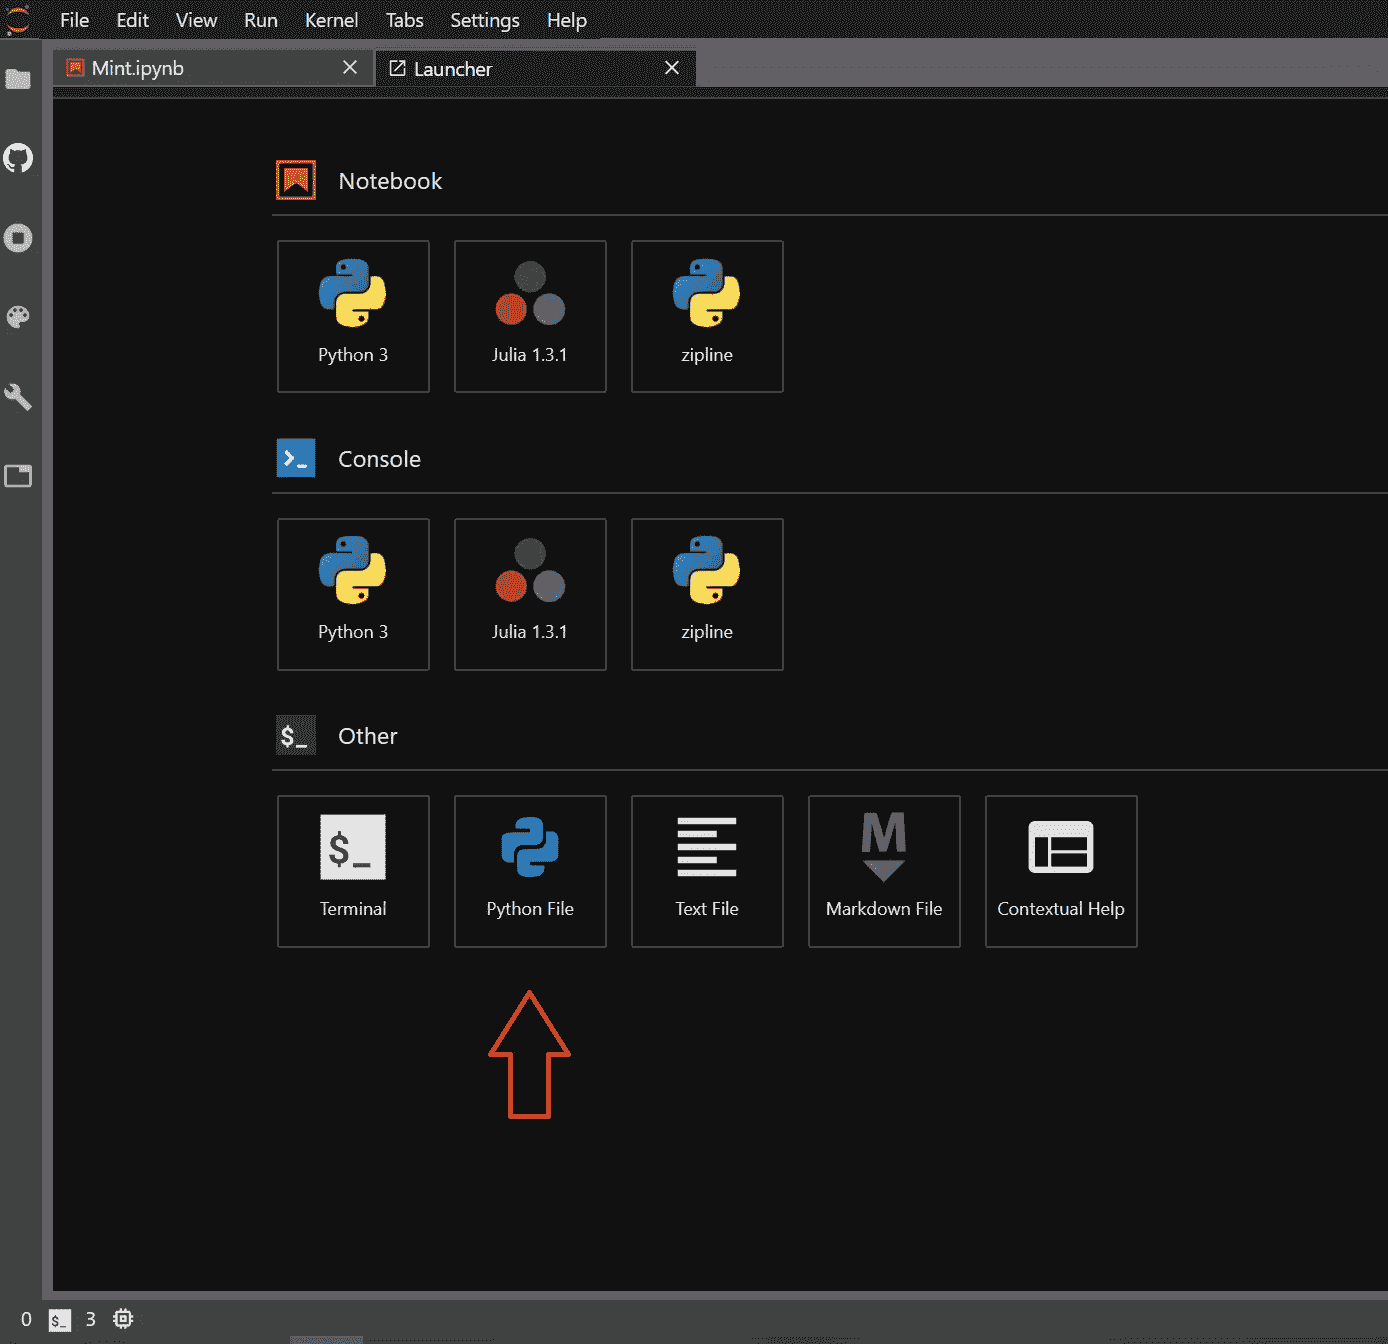 File Edit View Run Kernel Tabs Settings Help
Mint.ipynb Launcher
Notebook
Python 3 Julia 1.3.1 zipline
>_ Console
Python 3 Julia 1.3.1 zipline
$_ Other
$_ M
Terminal Python File Text File Markdown File Contextual Help
0 $_ 3